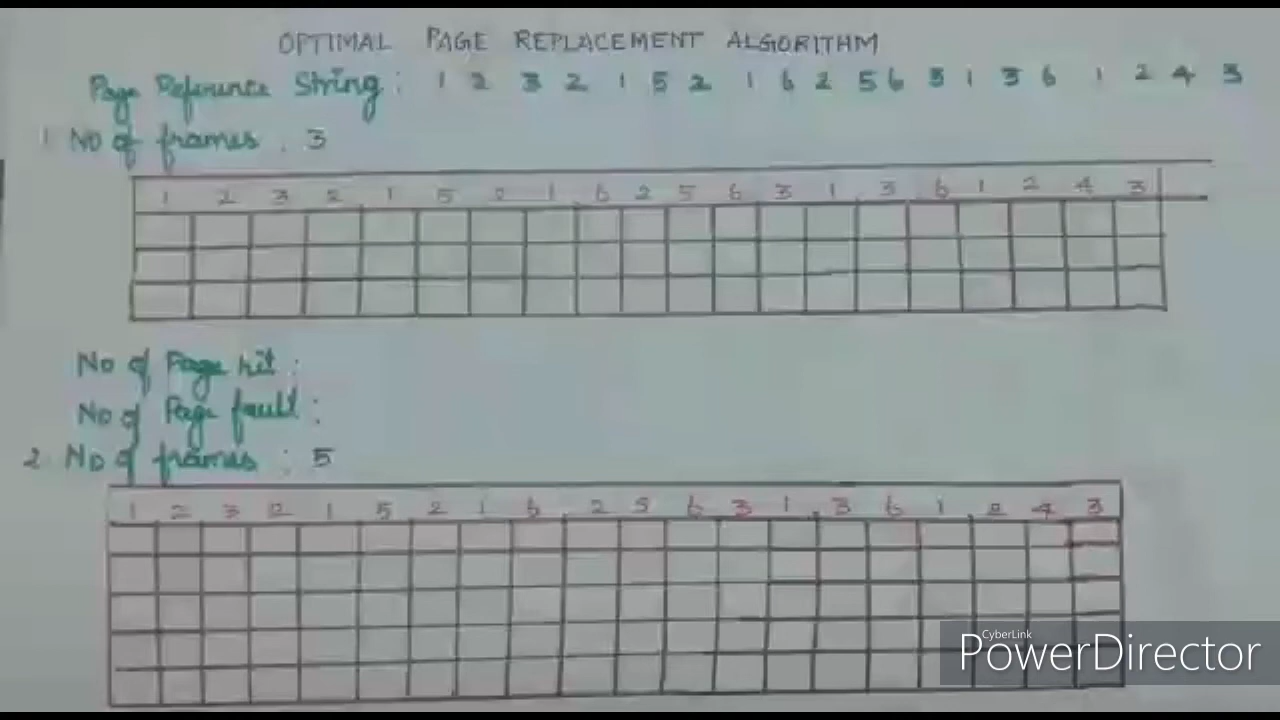 OPTIMAL PAGE REPLACEMENT ALGORITHM
Page Reference String : 1 2 3 2 1 5 2 1 6 2 5 6 3 1 3 6 1 2 4 3
1. No of frames : 3
1 2 3 2 1 5 2 1 6 2 5 6 3 1 3 6 1 2 4 3
No of Page hit :
No of Page fault :
2. No of frames : 5
1 2 3 2 1 5 2 1 6 2 5 6 3 1 3 6 1 2 4 3
CyberLink
PowerDirector